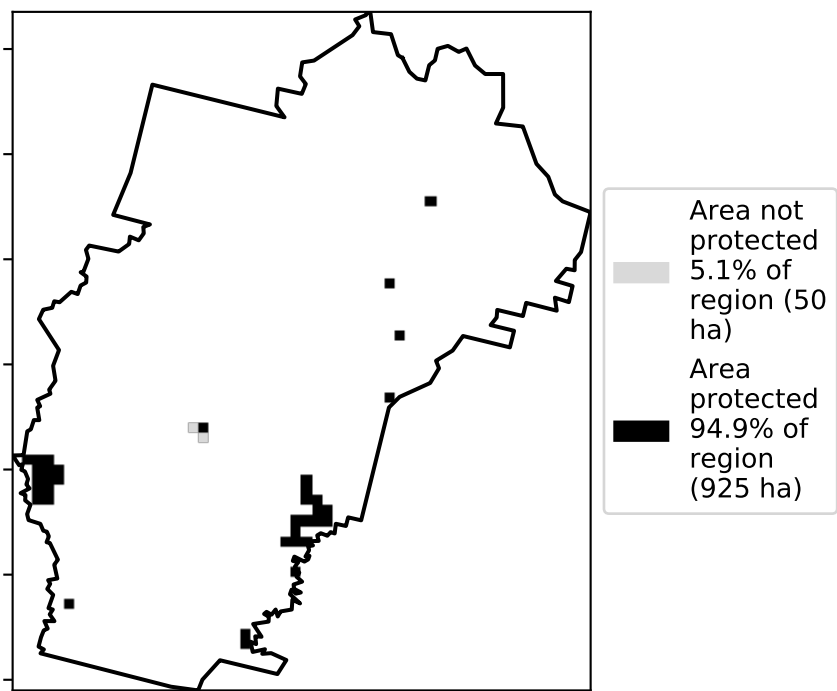 Area not
protected
5.1% of
region (50
ha)
Area
protected
94.9% of
region
(925 ha)